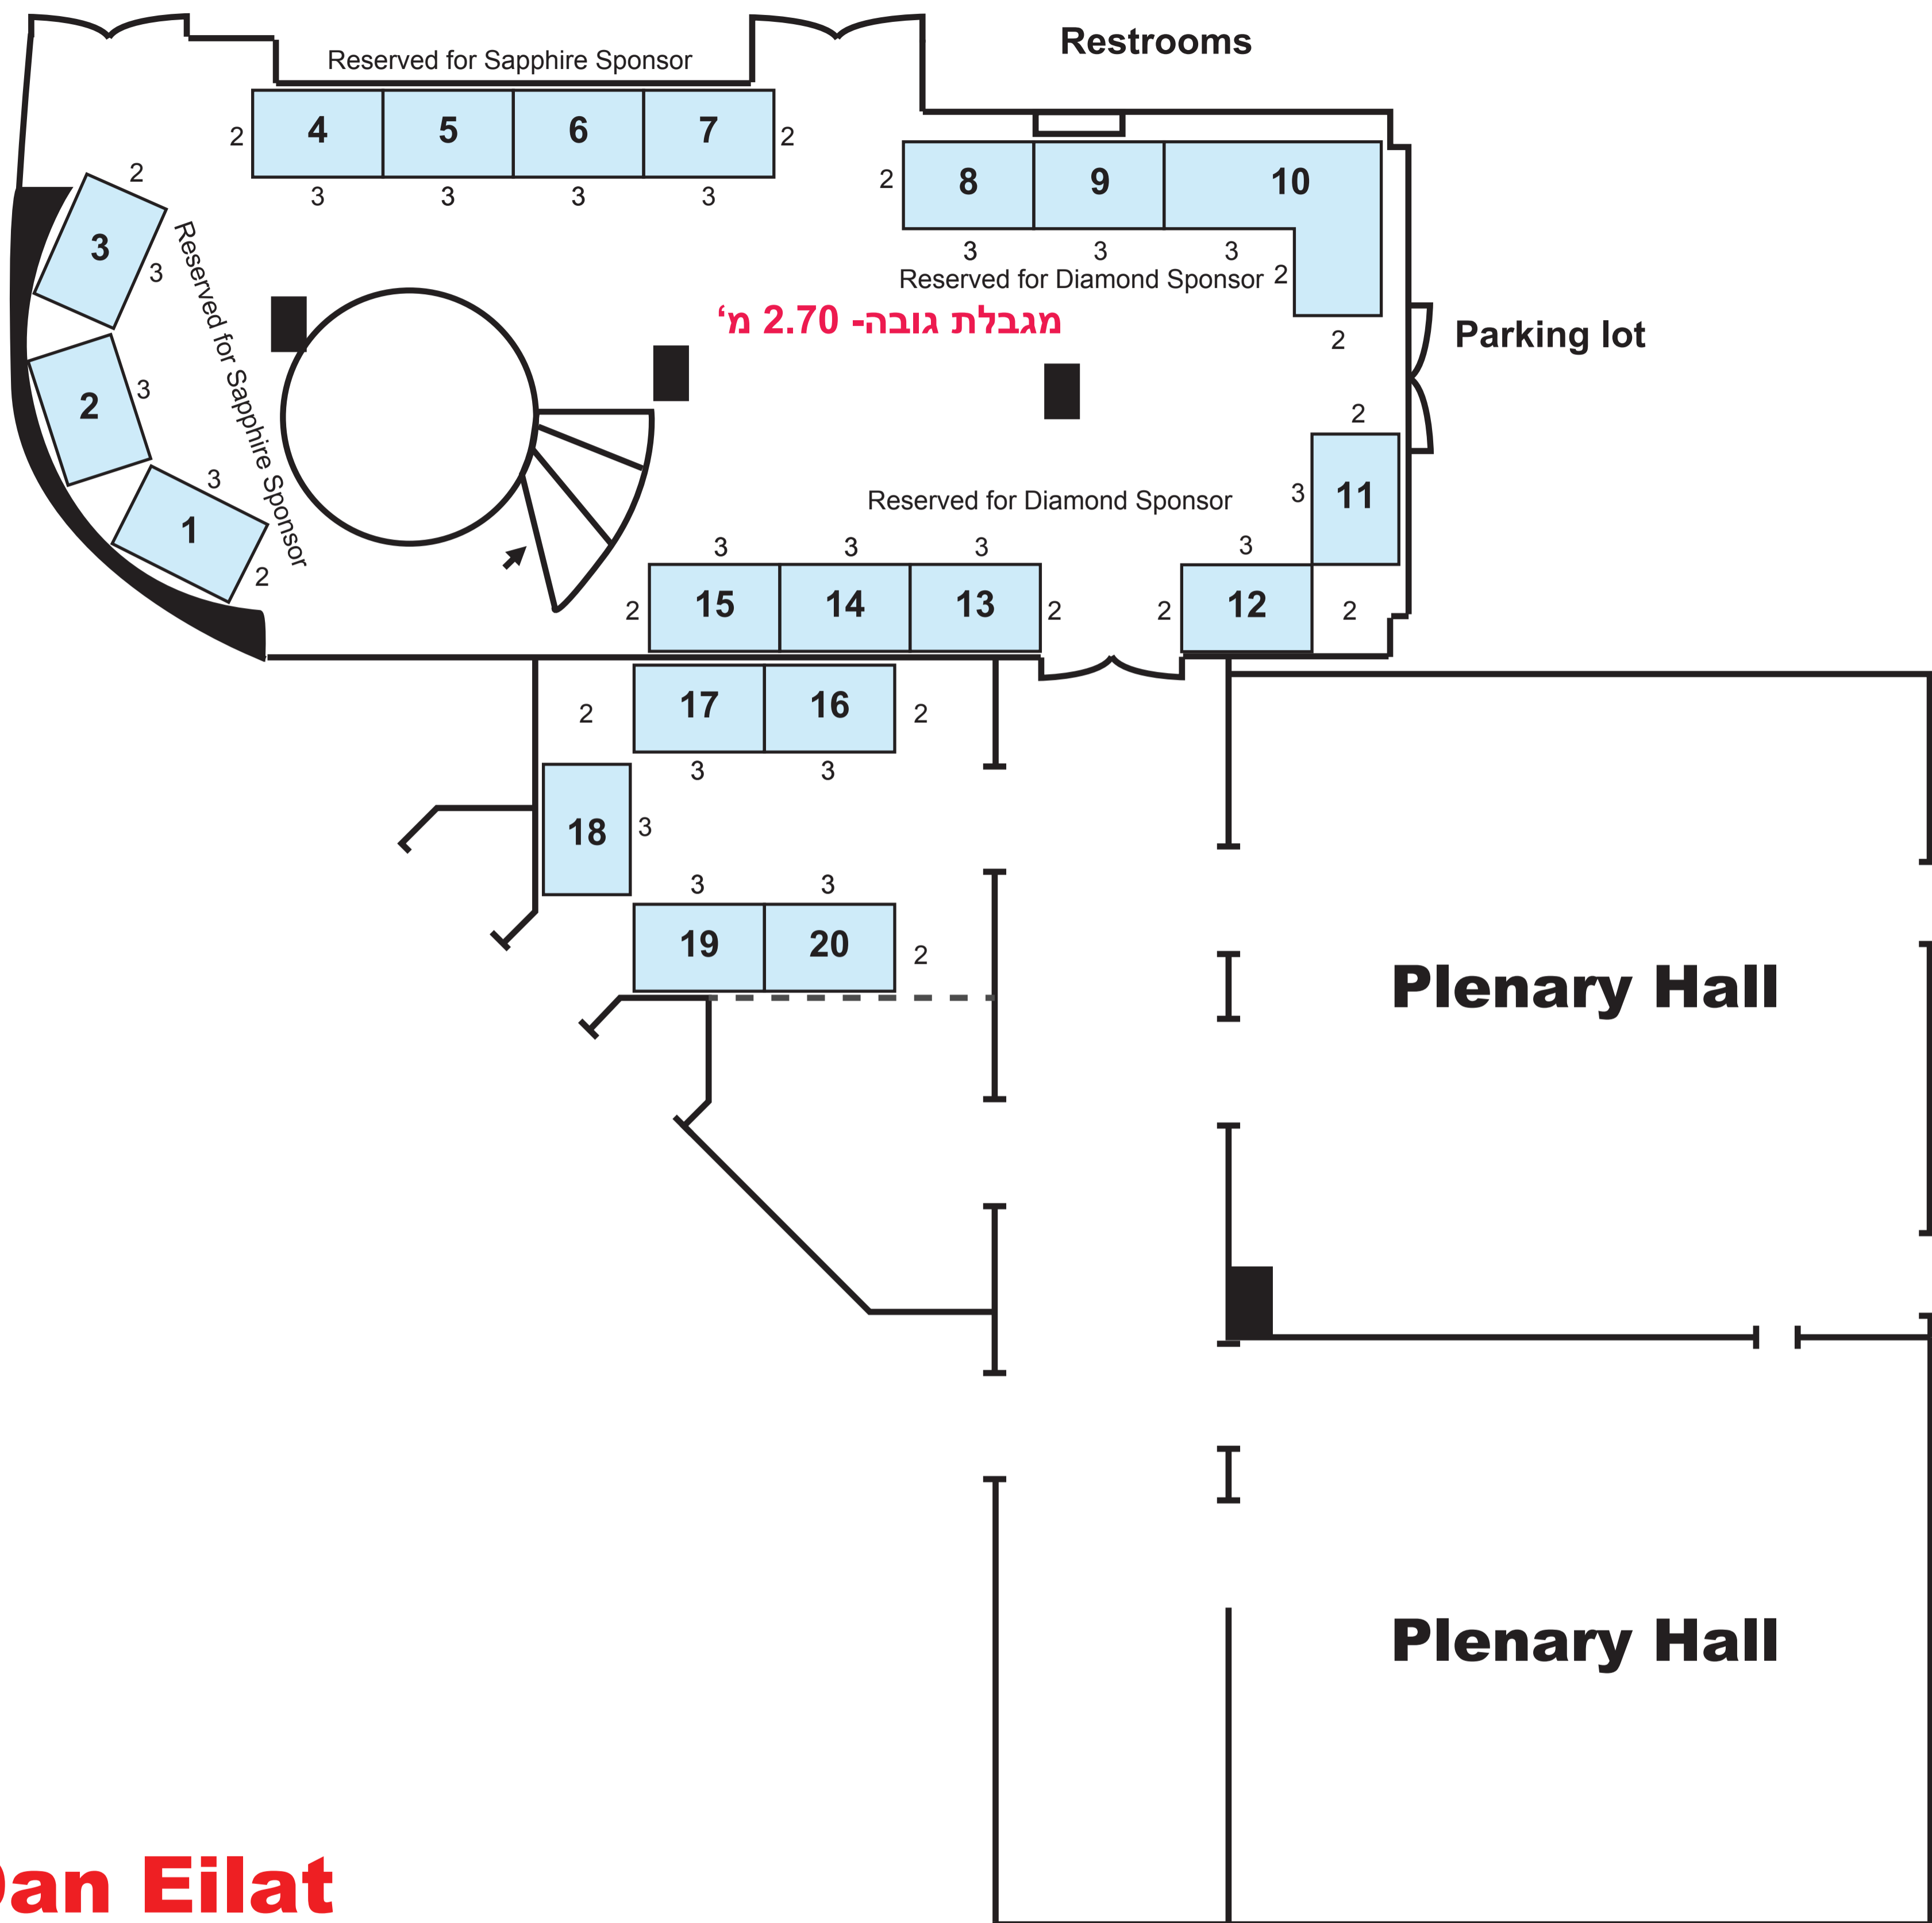 Restrooms
Reserved for Sapphire Sponsor
4 5 6 7
2 2
3 3 3 3
8 9 10
2
3 3 3
2
2
Reserved for Diamond Sponsor
מגבלת גובה- 2.70 מ'
Parking lot
3
2
3
2
3
1
3
2
Reserved for Sapphire Sponsor
Reserved for Diamond Sponsor
2
3 11
3 3 3
2 15 14 13 2
3
2 12 2
2 17 16 2
3 3
18 3
3 3
19 20 2
Plenary Hall
Plenary Hall
an Eilat